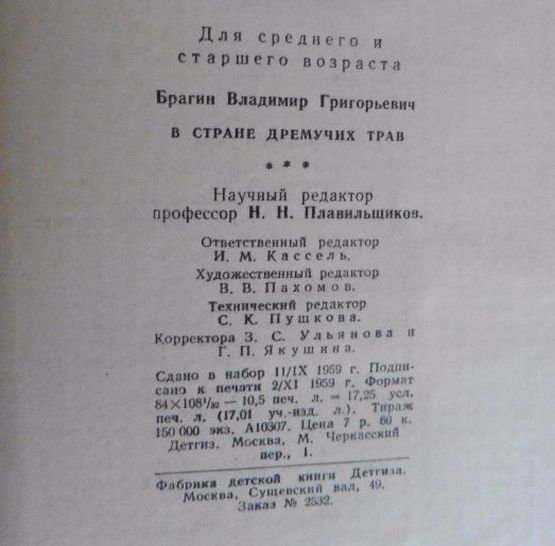 Для среднего и
старшего возраста
Брагин Владимир Григорьевич
В СТРАНЕ ДРЕМУЧИХ ТРАВ
* * *
Научный редактор
профессор Н. Н. Плавильщиков.
Ответственный редактор
И. М. Кассель.
Художественный редактор
В. В. Пахомов.
Технический редактор
С. К. Пушкова.
Корректора З. С. Ульянова и
Г. П. Якушина.
Сдано в набор 11/IX 1959 г. Подпи-
сано к печати 2/XI 1959 г. Формат
84×108¹/₃₂ — 10,5 печ. л. = 17,25 усл.
печ. л. (17,01 уч.-изд. л.). Тираж
150 000 экз. А10307. Цена 7 р. 60 к.
Детгиз. Москва, М. Черкасский
пер., 1.
Фабрика детской книги Детгиза.
Москва, Сущевский вал, 49.
Заказ № 2532.